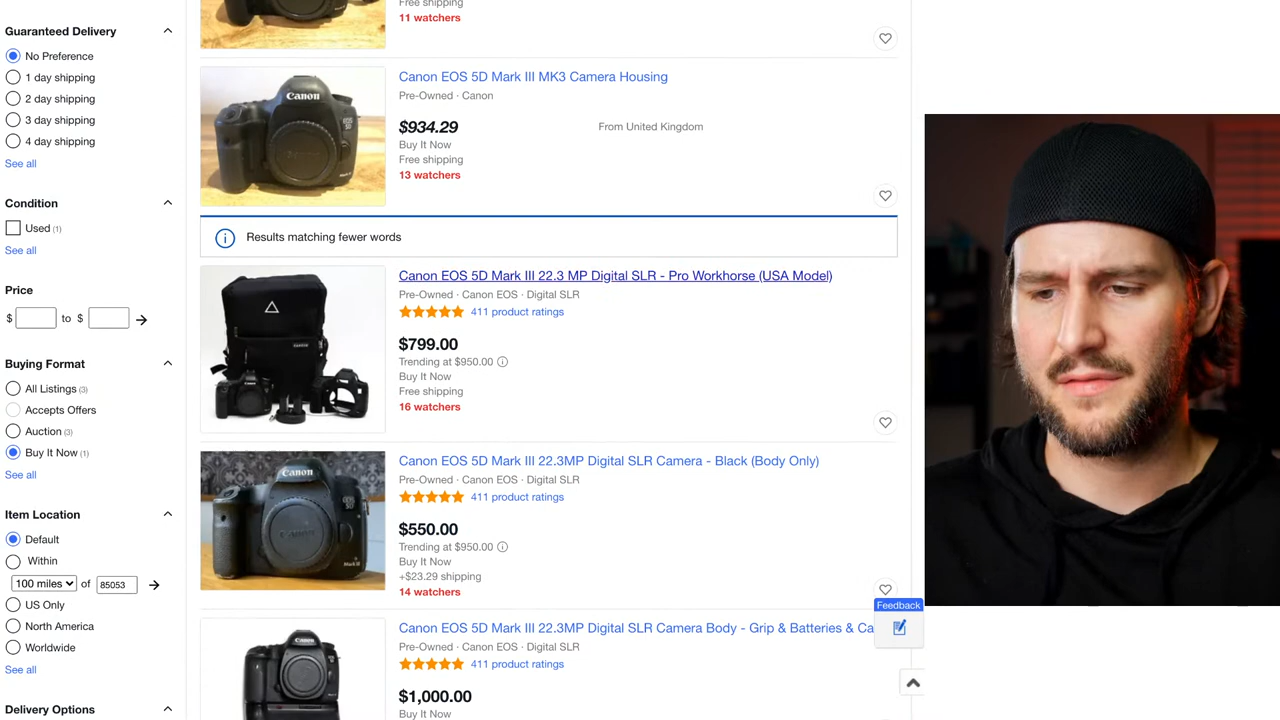 Guaranteed Delivery
No Preference
1 day shipping
2 day shipping
3 day shipping
4 day shipping
See all
Condition
Used (1)
See all
Price
$ to $
Buying Format
All Listings (3)
Accepts Offers
Auction (3)
Buy It Now (1)
See all
Item Location
Default
Within
100 miles of 85053
US Only
North America
Worldwide
See all
Delivery Options
Free shipping
11 watchers
Canon
Canon EOS 5D Mark III MK3 Camera Housing
Pre-Owned · Canon
$934.29
From United Kingdom
Buy It Now
Free shipping
13 watchers
Results matching fewer words
Canon EOS 5D Mark III 22.3 MP Digital SLR - Pro Workhorse (USA Model)
Pre-Owned · Canon EOS · Digital SLR
411 product ratings
$799.00
Trending at $950.00
Buy It Now
Free shipping
16 watchers
Canon
Canon EOS 5D Mark III 22.3MP Digital SLR Camera - Black (Body Only)
Pre-Owned · Canon EOS · Digital SLR
411 product ratings
$550.00
Trending at $950.00
Buy It Now
+$23.29 shipping
14 watchers
Feedback
Canon
Canon EOS 5D Mark III 22.3MP Digital SLR Camera Body - Grip & Batteries & Ca
Pre-Owned · Canon EOS · Digital SLR
411 product ratings
$1,000.00
Buy It Now